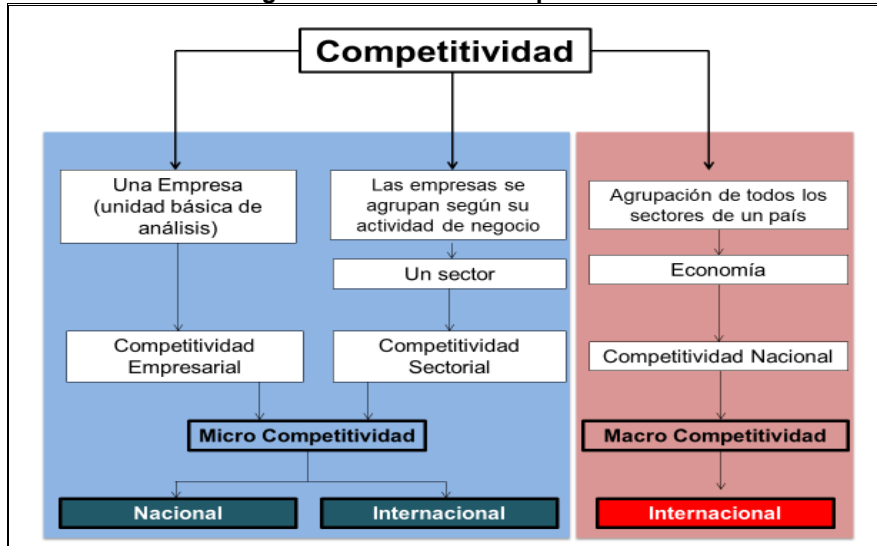 Competitividad
Una Empresa
(unidad básica de
análisis)
Las empresas se
agrupan según su
actividad de negocio
Agrupación de todos los
sectores de un país
Un sector
Economía
Competitividad
Empresarial
Competitividad
Sectorial
Competitividad Nacional
Micro Competitividad
Macro Competitividad
Nacional
Internacional
Internacional